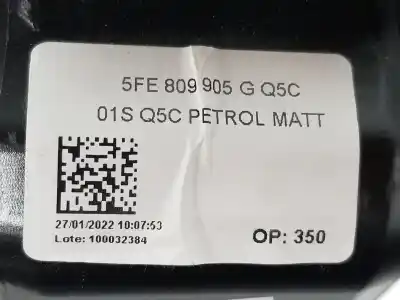 5FE 809 905 G Q5C
01S Q5C PETROL MATT
27/01/2022 10:07:53
Lote: 100032384
OP: 350